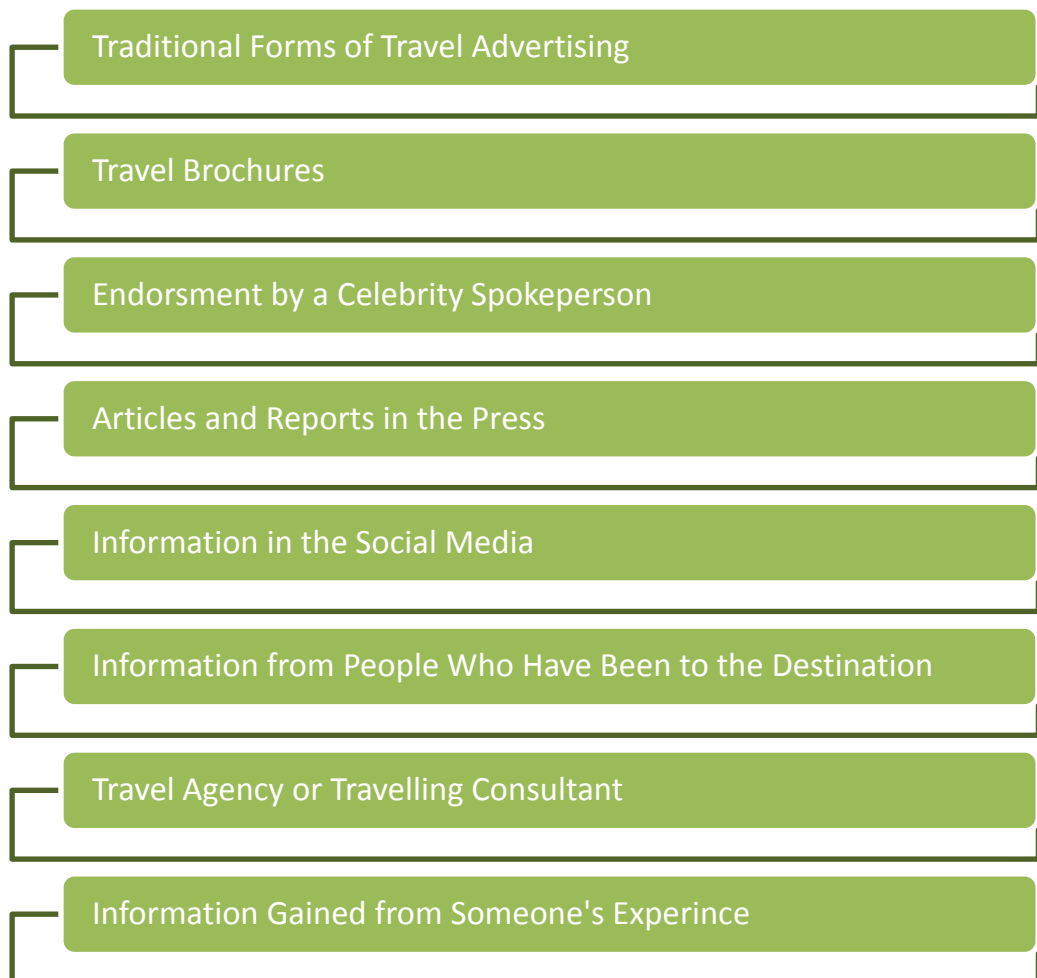 Traditional Forms of Travel Advertising
Travel Brochures
Endorsment by a Celebrity Spokeperson
Articles and Reports in the Press
Information in the Social Media
Information from People Who Have Been to the Destination
Travel Agency or Travelling Consultant
Information Gained from Someone's Experince